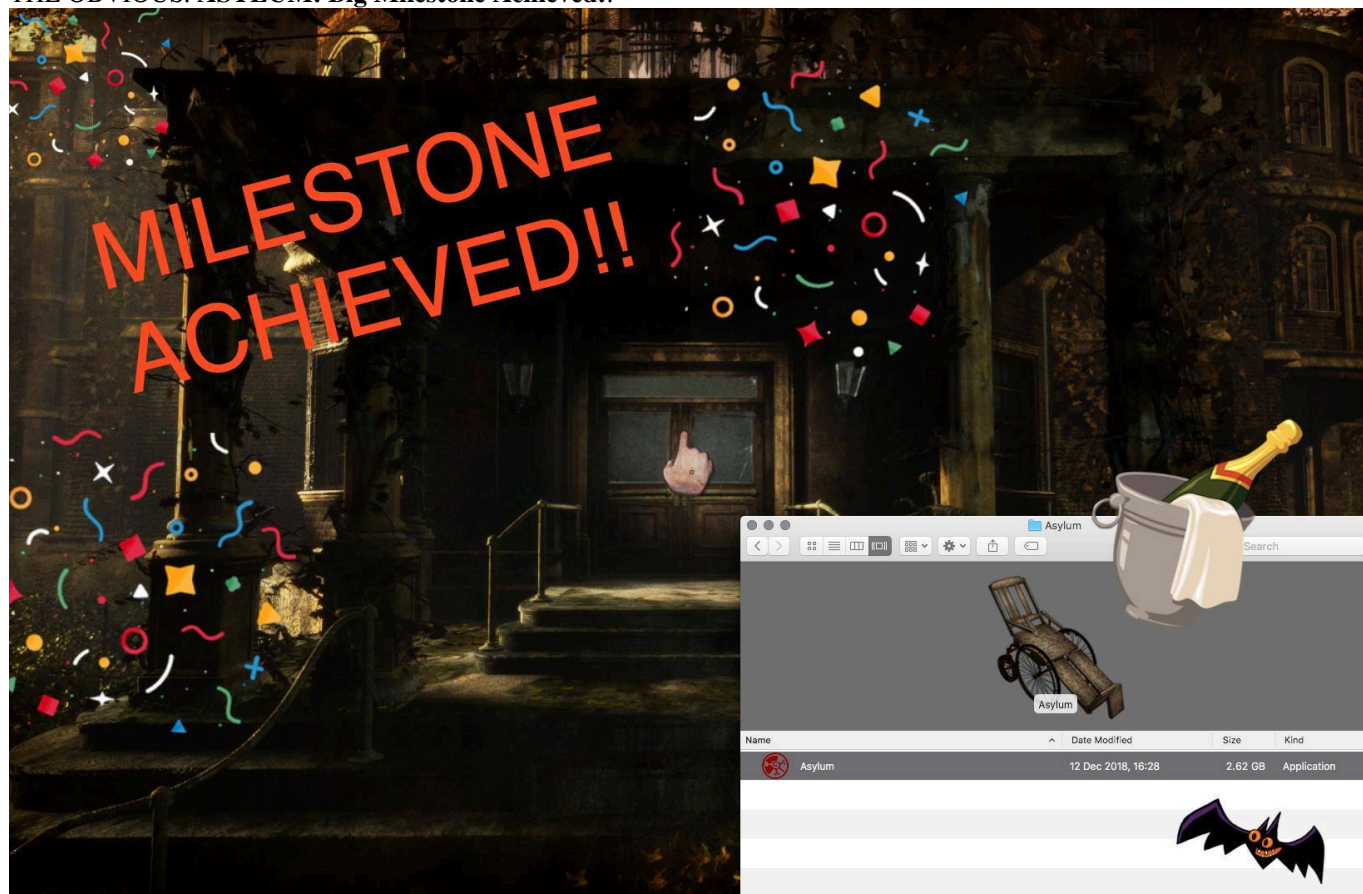 MILESTONE
ACHIEVED!!
Asylum
Search
Asylum
Name Date Modified Size Kind
Asylum 12 Dec 2018, 16:28 2.62 GB Application